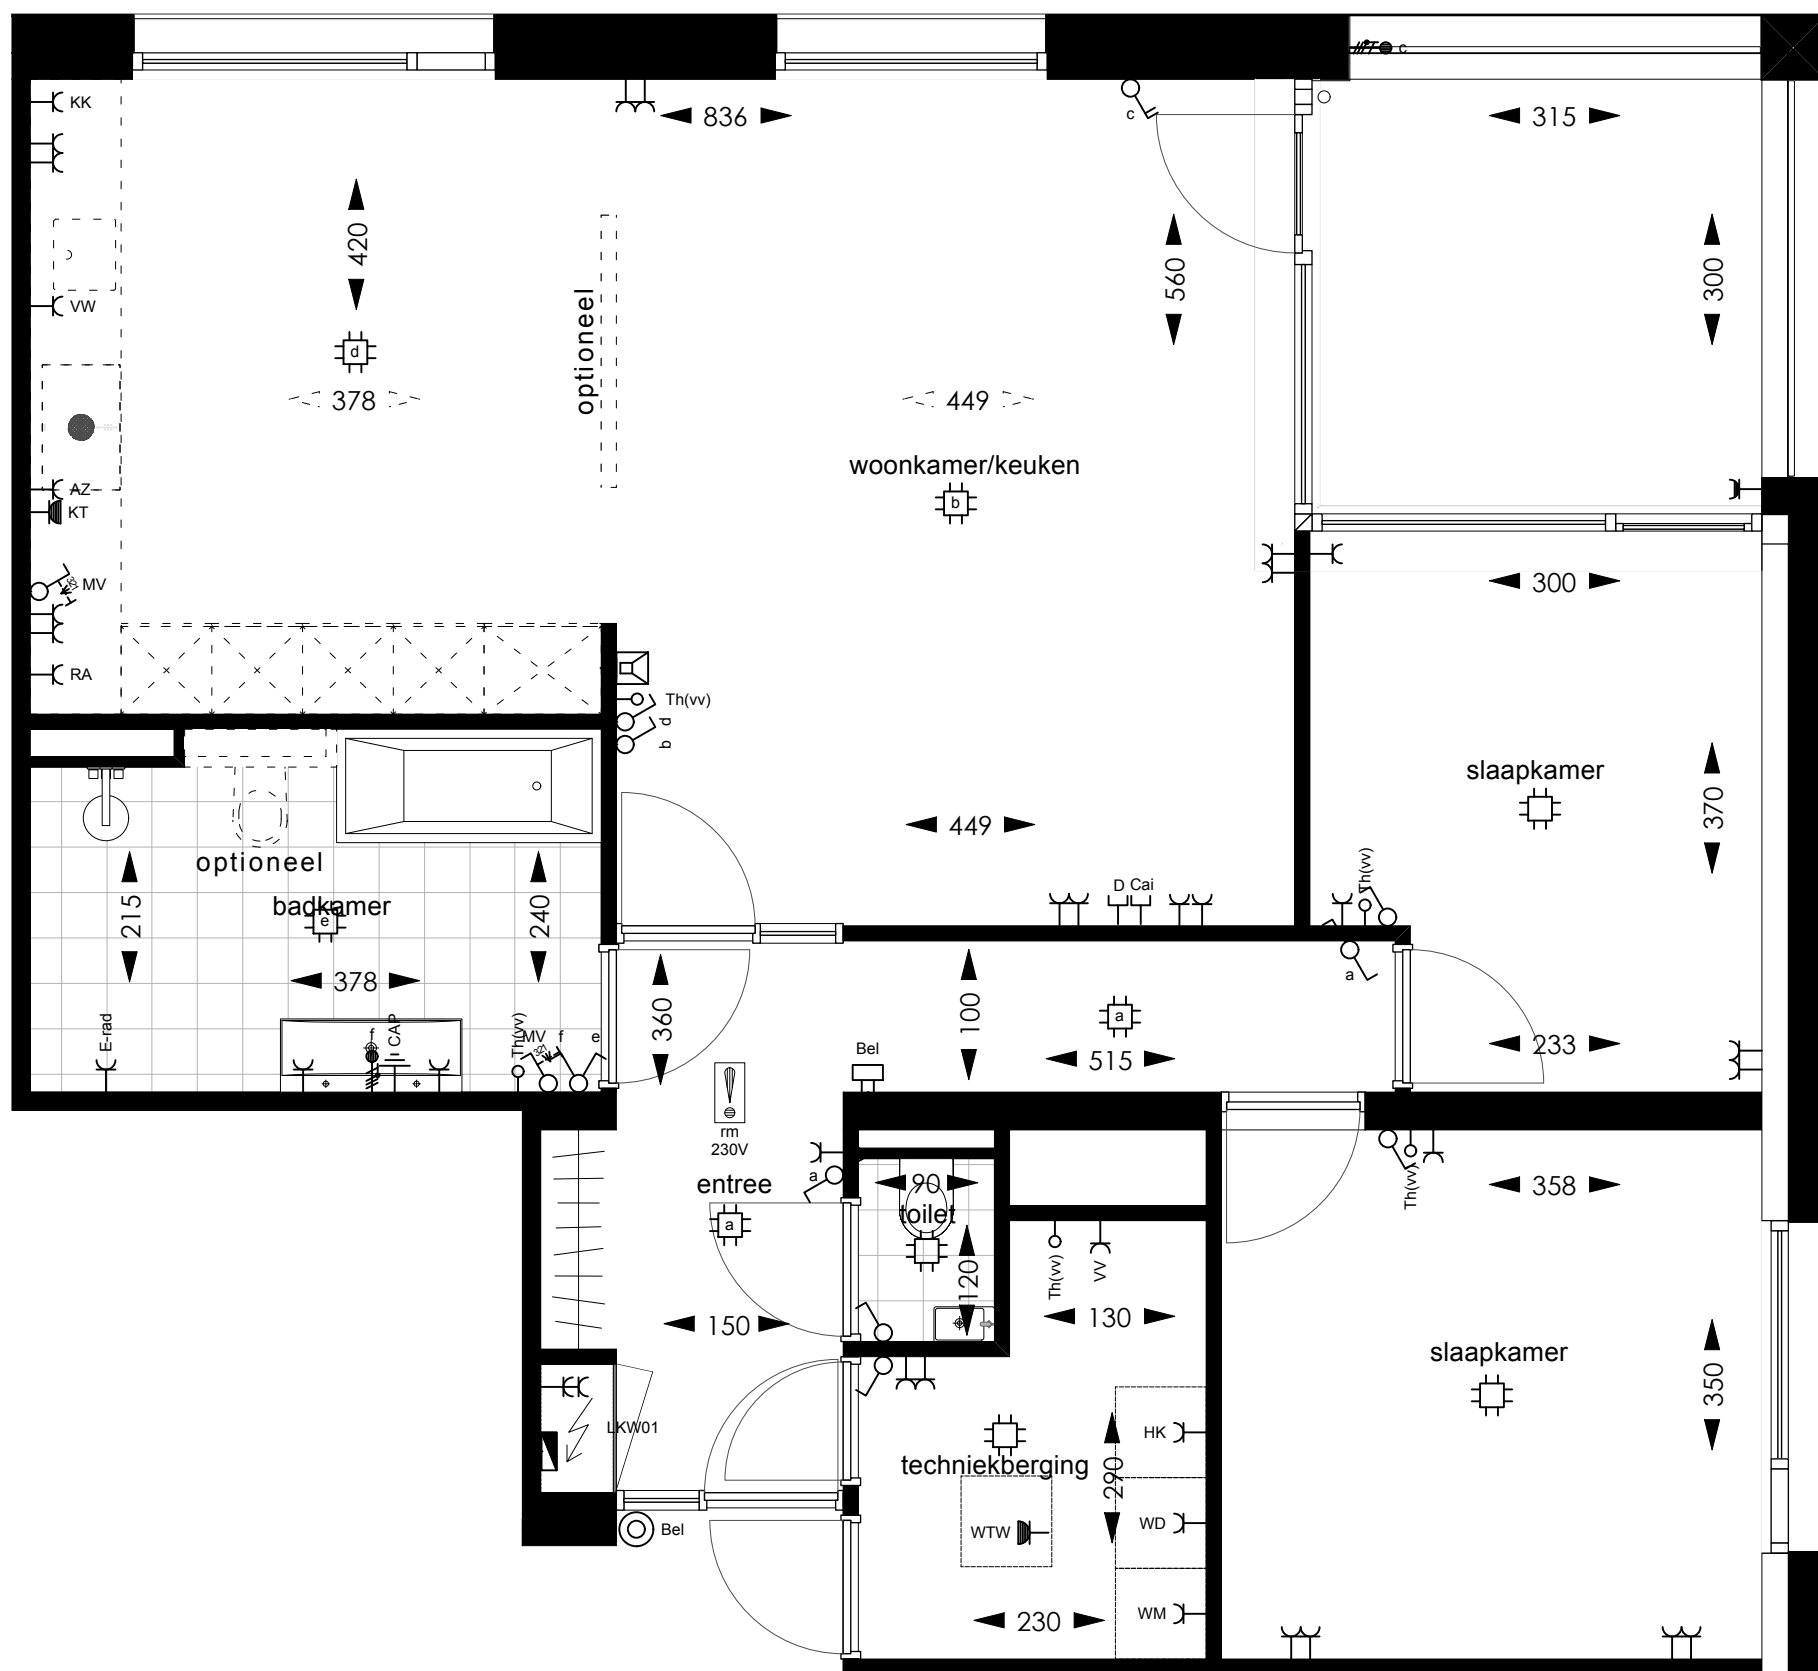 c
KK
836
c
315
420
optioneel
560
300
VW
d
378
449
woonkamer/keuken
b
AZ
KT
321
MV
300
RA
Th(vv)
d
b
slaapkamer
370
449
optioneel
215
badkamer
e
240
378
D Cai
Th(vv)
a
E-rad
f
CAP
Th(vv)
MV
321
f
e
360
100
a
515
Bel
233
rm
230V
a
entree
a
90
toilet
120
Th(vv)
VV
Th(vv)
358
150
130
slaapkamer
350
LKW01
HK
techniekberging
290
WTW
WD
Bel
WM
230